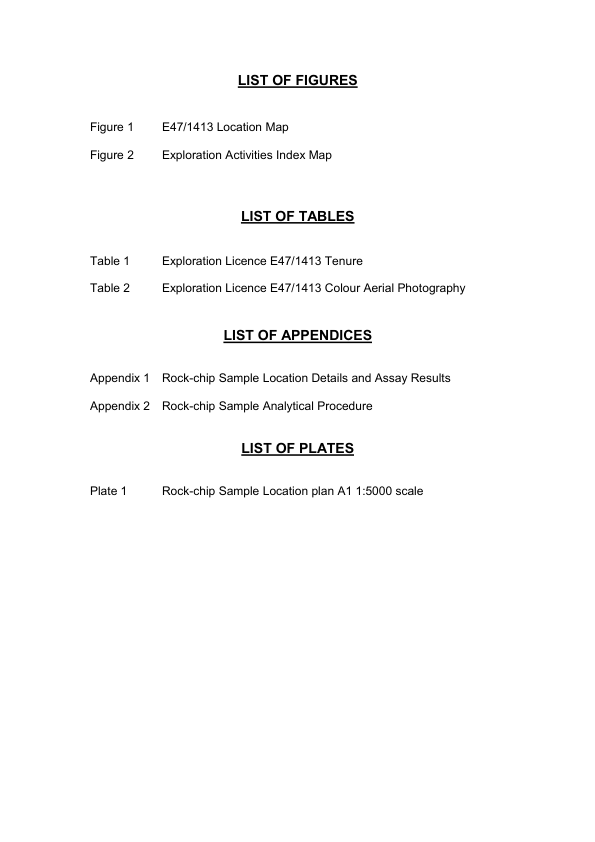 LIST OF FIGURES
Figure 1 E47/1413 Location Map
Figure 2 Exploration Activities Index Map
LIST OF TABLES
Table 1 Exploration Licence E47/1413 Tenure
Table 2 Exploration Licence E47/1413 Colour Aerial Photography
LIST OF APPENDICES
Appendix 1 Rock-chip Sample Location Details and Assay Results
Appendix 2 Rock-chip Sample Analytical Procedure
LIST OF PLATES
Plate 1 Rock-chip Sample Location plan A1 1:5000 scale